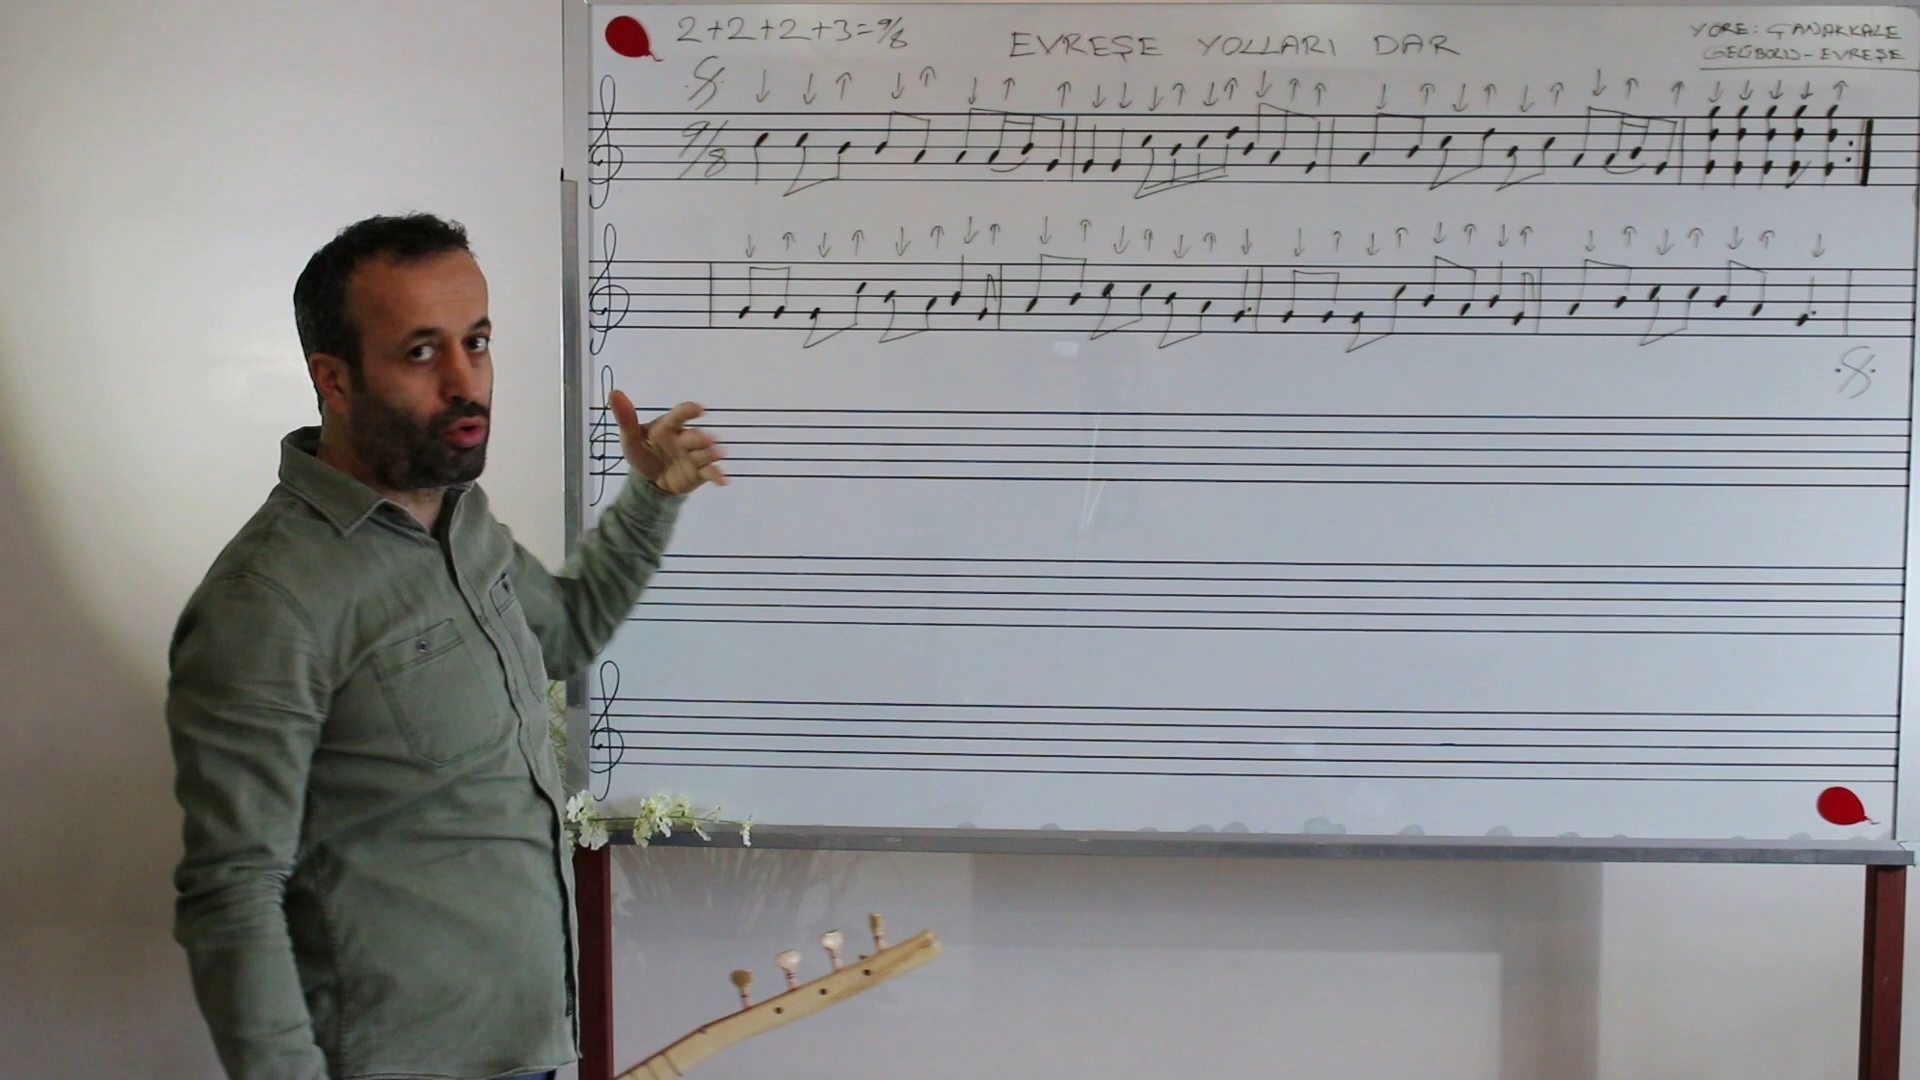 2+2+2+3=9/8
EVREŞE YOLLARI DAR
YÖRE: ÇANAKKALE
GELİBOLU-EVREŞE
9/8